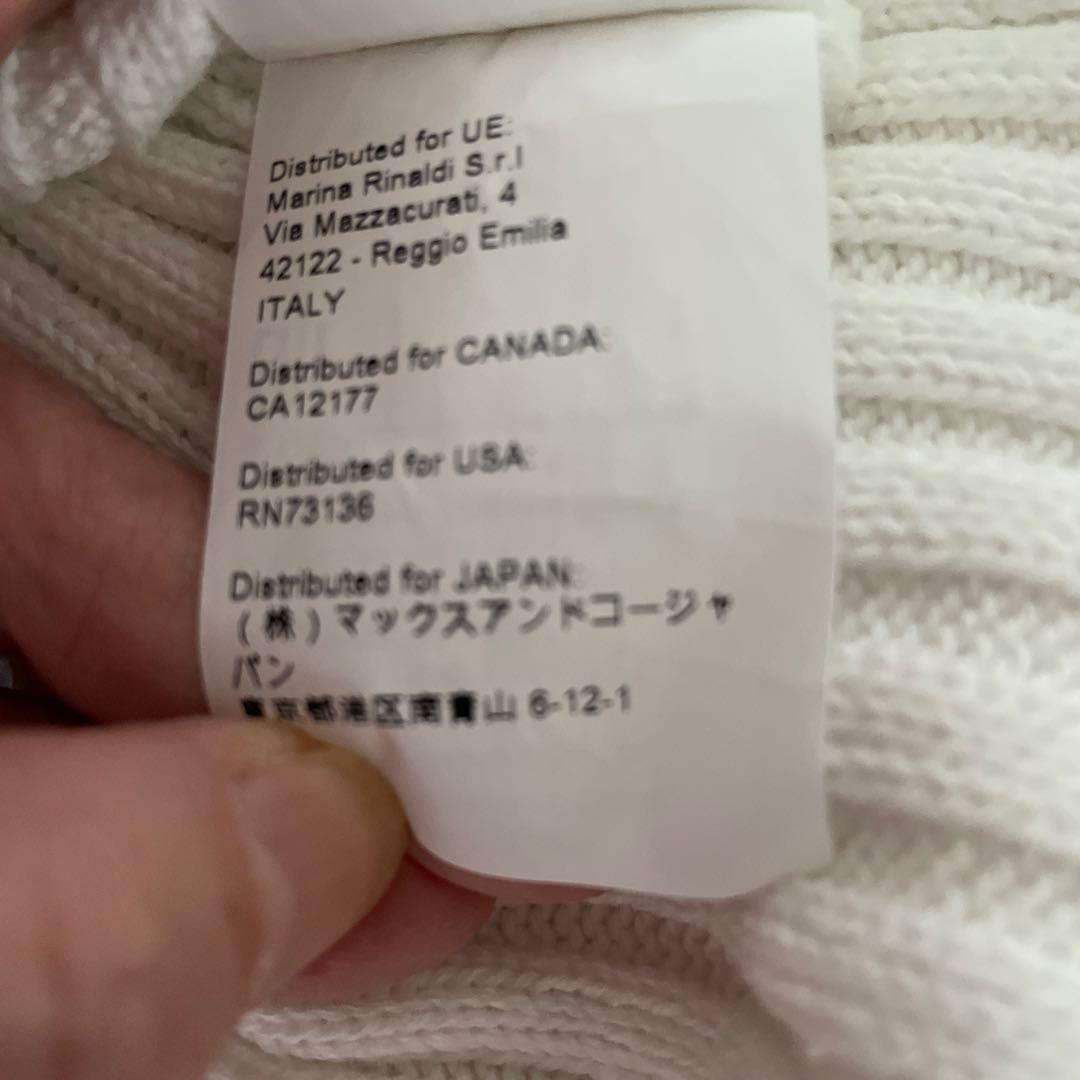 Distributed for UE:
Marina Rinaldi S.r.l
Via Mazzacurati, 4
42122 - Reggio Emilia
ITALY
Distributed for CANADA:
CA12177
Distributed for USA:
RN73136
Distributed for JAPAN:
(株)マックスアンドコージャ
パン
東京都港区南青山 6-12-1